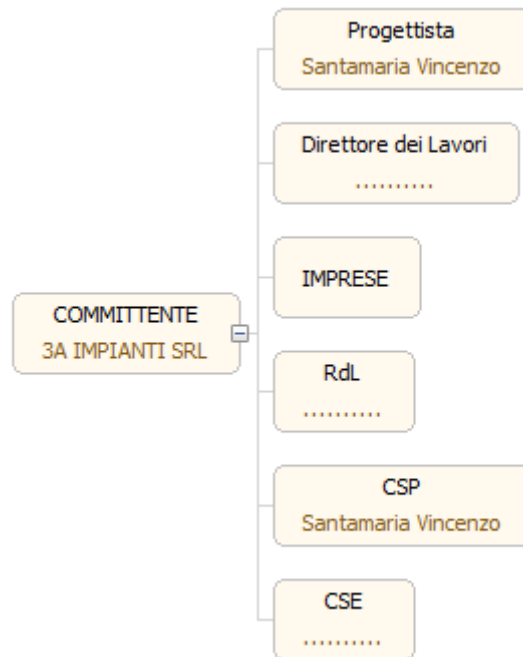 Progettista
Santamaria Vincenzo
Direttore dei Lavori
..........
IMPRESE
COMMITTENTE
3A IMPIANTI SRL
RdL
..........
CSP
Santamaria Vincenzo
CSE
..........